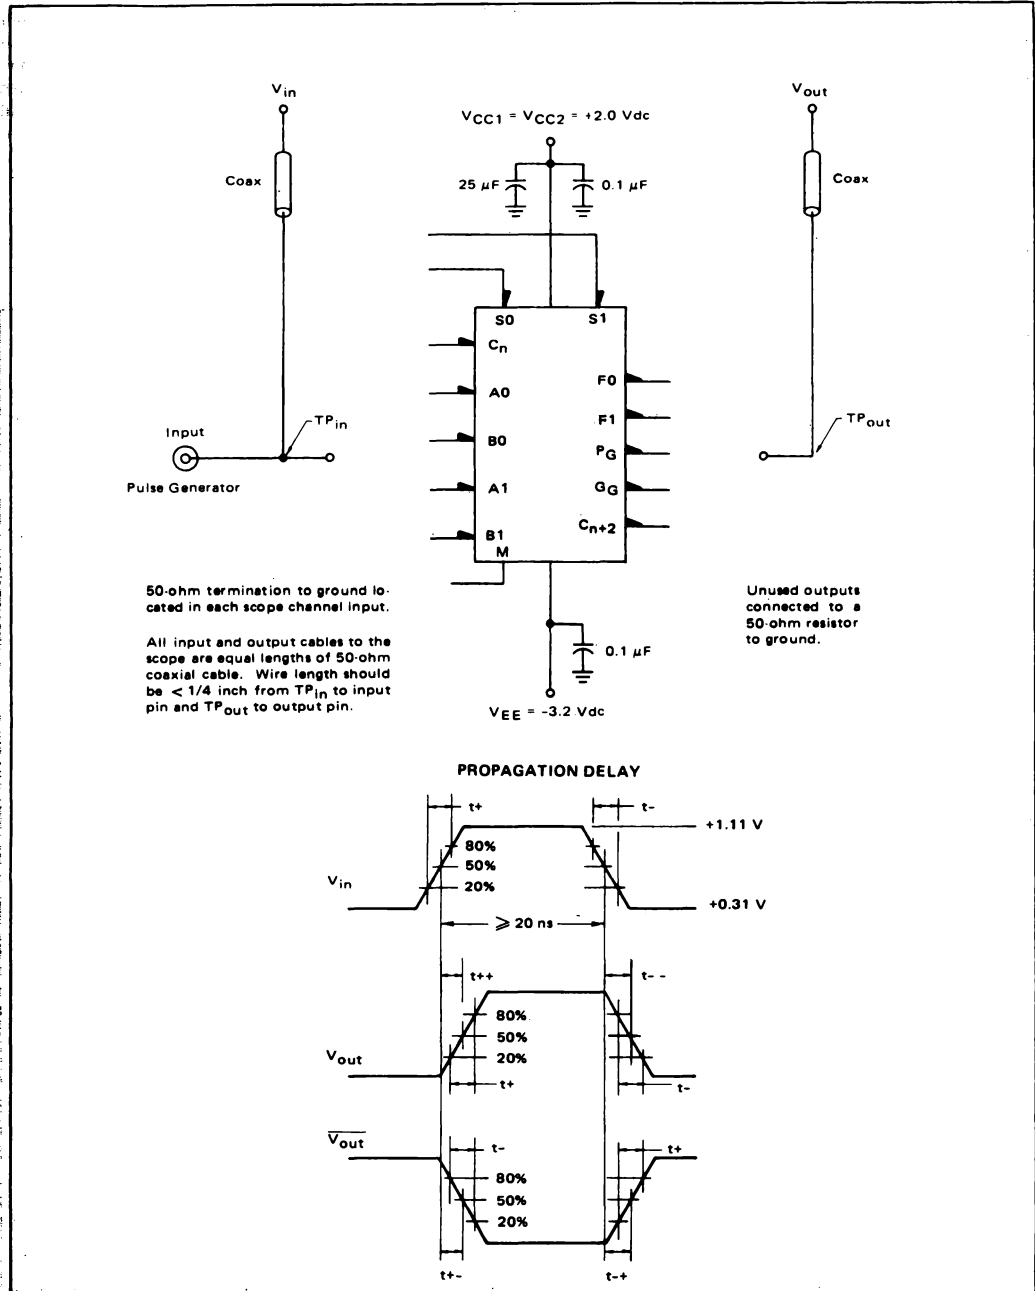 V_in
V_out
V_CC1 = V_CC2 = +2.0 Vdc
Coax
25 µF
0.1 µF
Coax
S0
S1
C_n
A0
B0
A1
B1
M
F0
F1
P_G
G_G
C_n+2
Input
TP_in
Pulse Generator
TP_out
50-ohm termination to ground lo-
cated in each scope channel input.
All input and output cables to the
scope are equal lengths of 50-ohm
coaxial cable. Wire length should
be < 1/4 inch from TP_in to input
pin and TP_out to output pin.
Unused outputs
connected to a
50-ohm resistor
to ground.
0.1 µF
V_EE = -3.2 Vdc
PROPAGATION DELAY
t+
t-
+1.11 V
80%
50%
20%
V_in
+0.31 V
⩾ 20 ns
t++
t--
80%
50%
20%
V_out
t+
t-
V̅_out
t-
t+
80%
50%
20%
t+-
t-+